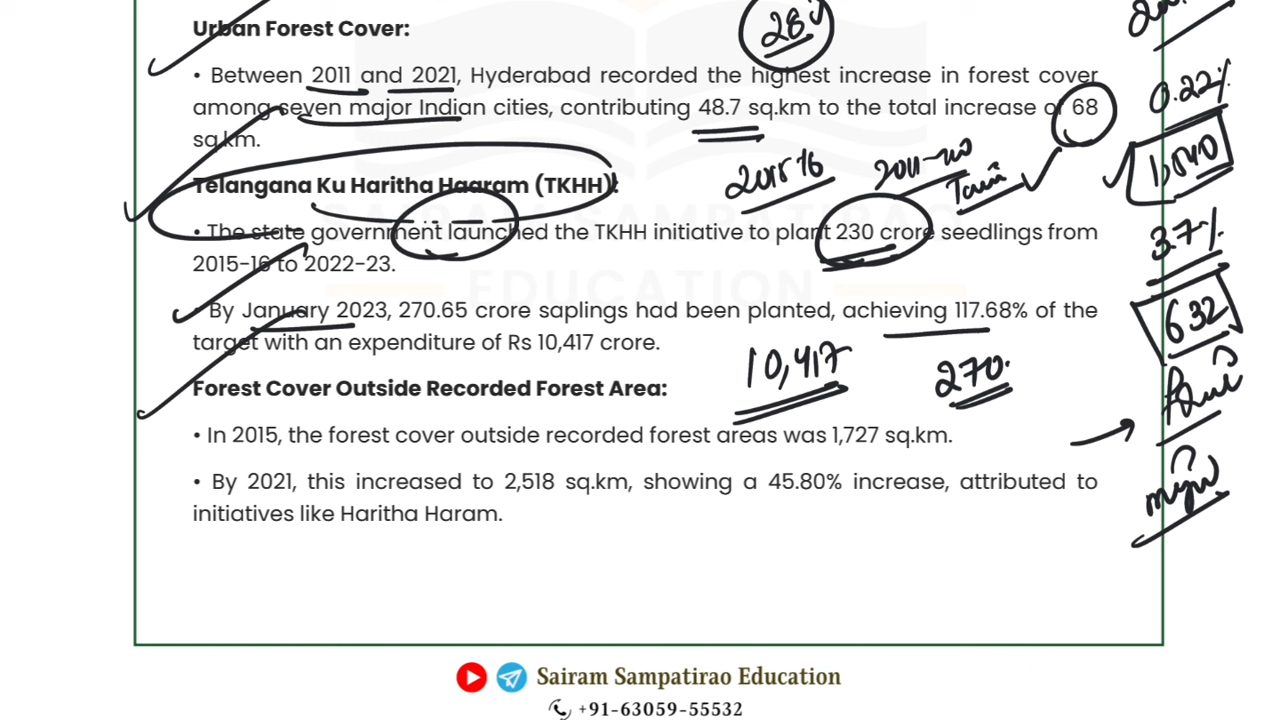 Urban Forest Cover:
28
• Between 2011 and 2021, Hyderabad recorded the highest increase in forest cover
among seven major Indian cities, contributing 48.7 sq.km to the total increase of 68
sq.km.
0.22%
Telangana Ku Haritha Haaram (TKHH):
2015 16
• The state government launched the TKHH initiative to plant 230 crore seedlings from
2015-16 to 2022-23.
3.7%
• By January 2023, 270.65 crore saplings had been planted, achieving 117.68% of the
target with an expenditure of Rs 10,417 crore.
632
10,417
270.
Forest Cover Outside Recorded Forest Area:
• In 2015, the forest cover outside recorded forest areas was 1,727 sq.km.
• By 2021, this increased to 2,518 sq.km, showing a 45.80% increase, attributed to
initiatives like Haritha Haram.
SAIRAM SAMPATIRAO
EDUCATION
Sairam Sampatirao Education
+91-63059-55532